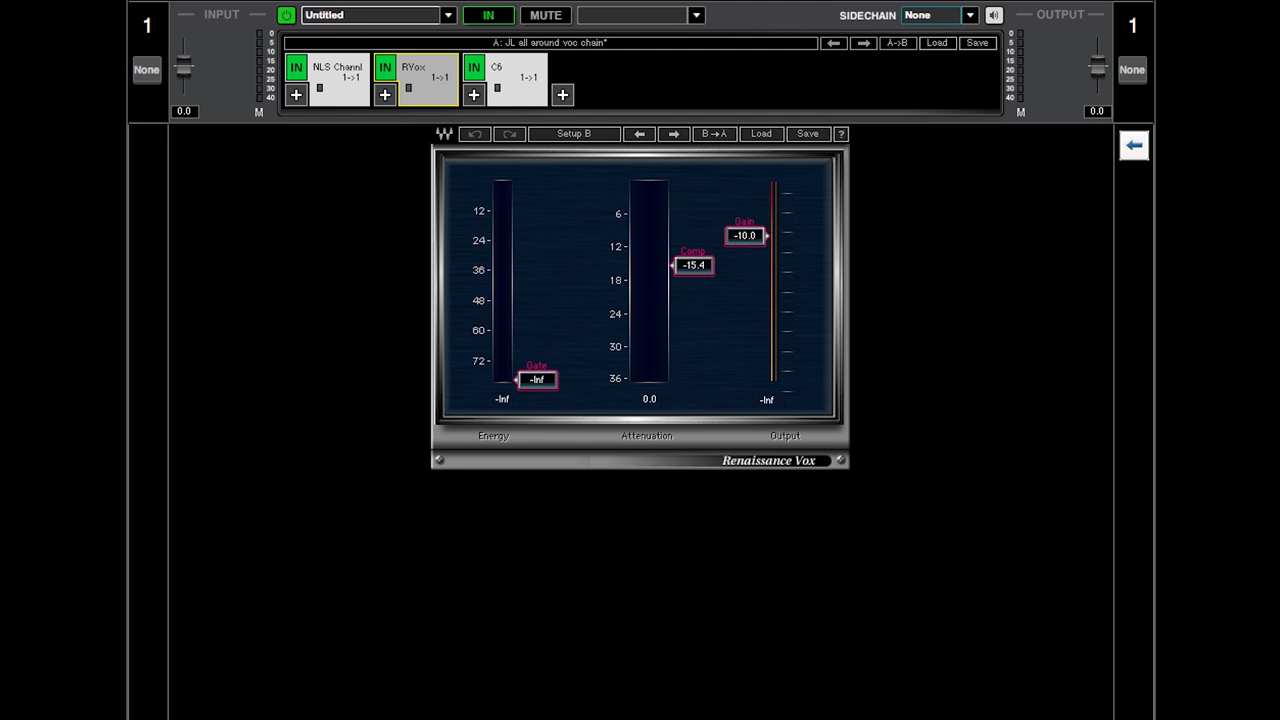 1
INPUT
Untitled
IN
MUTE
SIDECHAIN
None
OUTPUT
1
0
5
10
15
20
25
30
40
M
None
0.0
A: JL all around voc chain*
A->B
Load
Save
IN
NLS Channl
1->1
+
IN
RVox
1->1
+
IN
C6
1->1
+
+
0
5
10
15
20
25
30
40
M
None
0.0
Setup B
B→A
Load
Save
?
12
24
36
48
60
72
Gate
-Inf
-Inf
6
12
18
24
30
36
Comp
-15.4
0.0
Gain
-10.0
-Inf
Energy
Attenuation
Output
Renaissance Vox